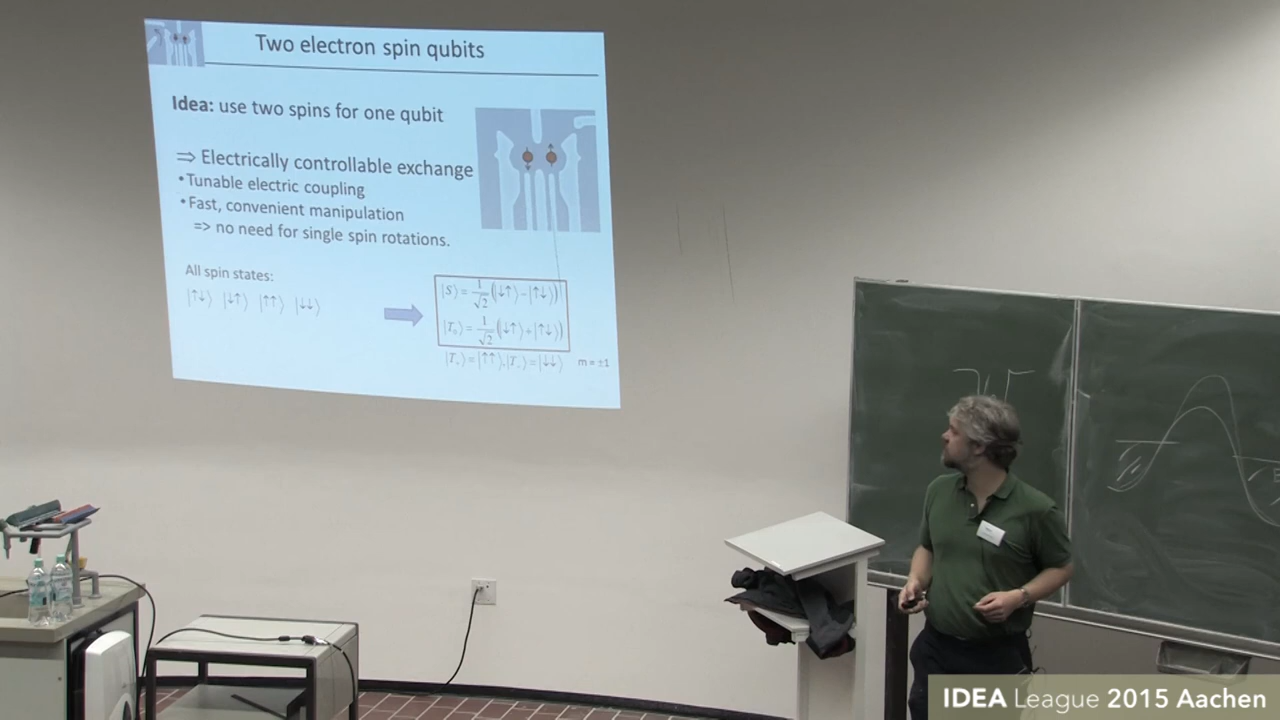 Two electron spin qubits
Idea: use two spins for one qubit
⇒ Electrically controllable exchange
•Tunable electric coupling
•Fast, convenient manipulation
=> no need for single spin rotations.
All spin states:
|↑↓⟩ |↓↑⟩ |↑↑⟩ |↓↓⟩
|S⟩ = 1/√2 (|↓↑⟩-|↑↓⟩)
|T₀⟩ = 1/√2 (|↓↑⟩+|↑↓⟩)
|T₊⟩=|↑↑⟩,|T₋⟩=|↓↓⟩ m = ±1
IDEA League 2015 Aachen